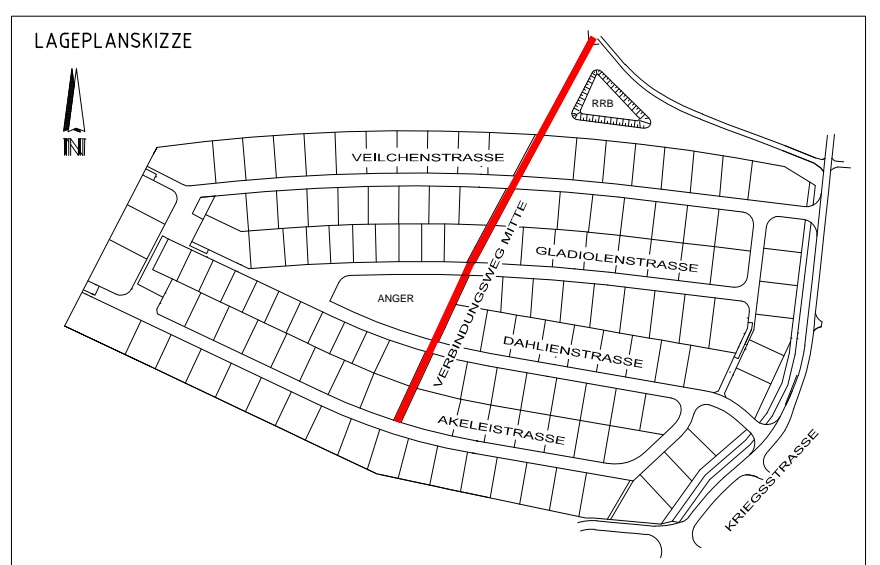 LAGEPLANSKIZZE
N
RRB
VEILCHENSTRASSE
VERBINDUNGSWEG MITTE
GLADIOLENSTRASSE
ANGER
DAHLIENSTRASSE
AKELEISTRASSE
KRIEGSSTRASSE